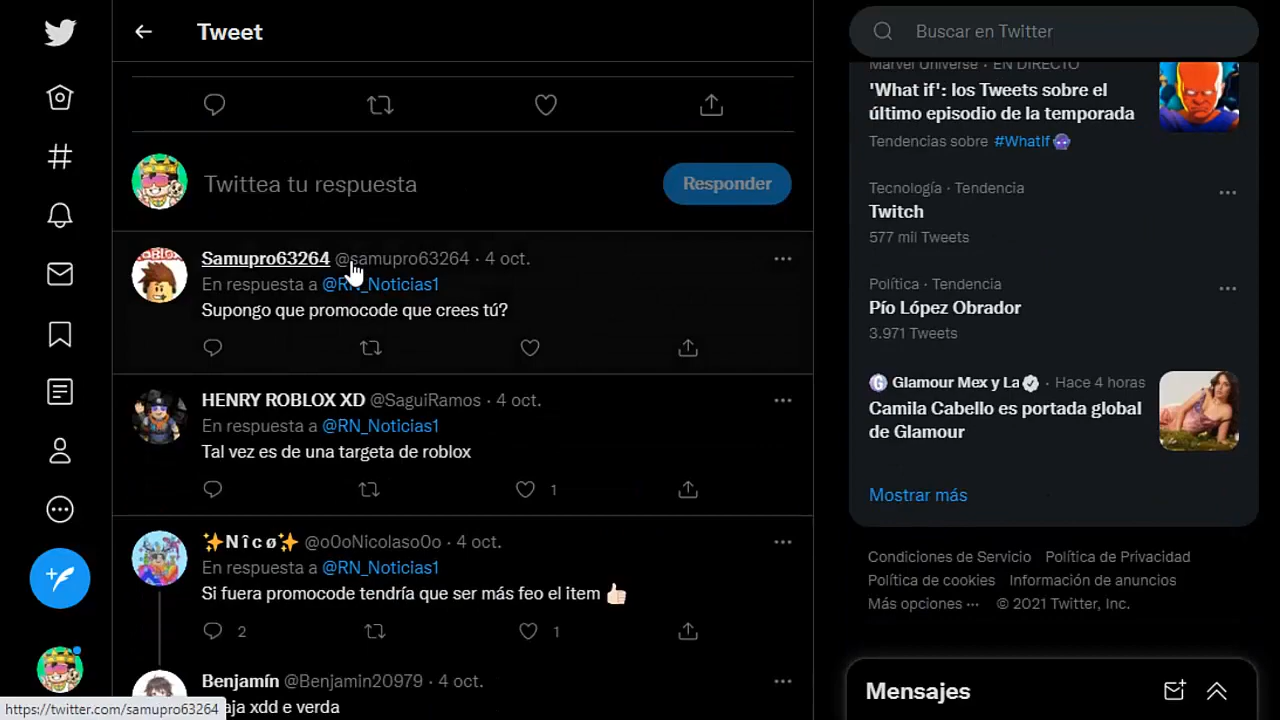 Tweet
Twittea tu respuesta
Responder
Samupro63264 @samupro63264 · 4 oct.
En respuesta a @RN_Noticias1
Supongo que promocode que crees tú?
HENRY ROBLOX XD @SaguiRamos · 4 oct.
En respuesta a @RN_Noticias1
Tal vez es de una targeta de roblox
1
✨N î c ø✨ @o0oNicolaso0o · 4 oct.
En respuesta a @RN_Noticias1
Si fuera promocode tendría que ser más feo el item 👍🏻
2 1
Benjamín @Benjamin20979 · 4 oct.
aja xdd e verda
https://twitter.com/samupro63264
Buscar en Twitter
Marvel Universe · EN DIRECTO
'What if': los Tweets sobre el
último episodio de la temporada
Tendencias sobre #WhatIf
Tecnología · Tendencia
Twitch
577 mil Tweets
Política · Tendencia
Pío López Obrador
3.971 Tweets
Glamour Mex y La · Hace 4 horas
Camila Cabello es portada global
de Glamour
Mostrar más
Condiciones de Servicio Política de Privacidad
Política de cookies Información de anuncios
Más opciones ··· © 2021 Twitter, Inc.
Mensajes